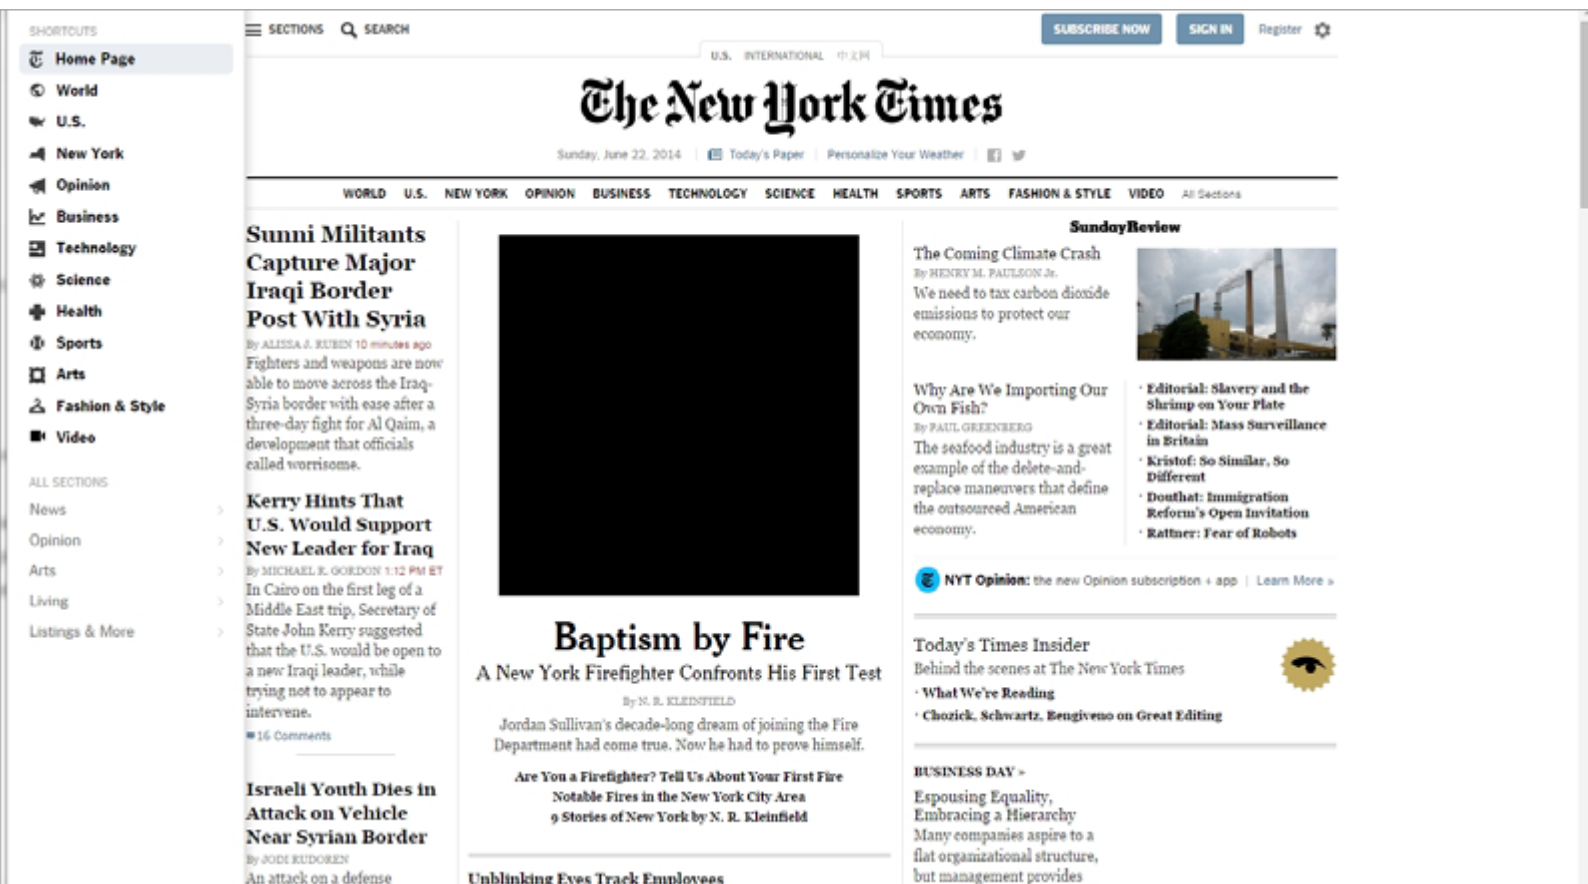 SHORTCUTS
Home Page
World
U.S.
New York
Opinion
Business
Technology
Science
Health
Sports
Arts
Fashion & Style
Video
ALL SECTIONS
News
Opinion
Arts
Living
Listings & More
SECTIONS SEARCH
SUBSCRIBE NOW SIGN IN Register
U.S. INTERNATIONAL 中文网
The New York Times
Sunday, June 22, 2014 Today's Paper Personalize Your Weather
WORLD U.S. NEW YORK OPINION BUSINESS TECHNOLOGY SCIENCE HEALTH SPORTS ARTS FASHION & STYLE VIDEO All Sections
Sunni Militants
Capture Major
Iraqi Border
Post With Syria
By ALISSA J. RUBIN 10 minutes ago
Fighters and weapons are now
able to move across the Iraq-
Syria border with ease after a
three-day fight for Al Qaim, a
development that officials
called worrisome.
Kerry Hints That
U.S. Would Support
New Leader for Iraq
By MICHAEL R. GORDON 1:12 PM ET
In Cairo on the first leg of a
Middle East trip, Secretary of
State John Kerry suggested
that the U.S. would be open to
a new Iraqi leader, while
trying not to appear to
intervene.
16 Comments
Israeli Youth Dies in
Attack on Vehicle
Near Syrian Border
By JODI RUDOREN
An attack on a defense
Baptism by Fire
A New York Firefighter Confronts His First Test
By N. R. KLEINFIELD
Jordan Sullivan's decade-long dream of joining the Fire
Department had come true. Now he had to prove himself.
Are You a Firefighter? Tell Us About Your First Fire
Notable Fires in the New York City Area
9 Stories of New York by N. R. Kleinfield
Unblinking Eyes Track Employees
SundayReview
The Coming Climate Crash
By HENRY M. PAULSON Jr.
We need to tax carbon dioxide
emissions to protect our
economy.
Why Are We Importing Our
Own Fish?
By PAUL GREENBERG
The seafood industry is a great
example of the delete-and-
replace maneuvers that define
the outsourced American
economy.
· Editorial: Slavery and the
Shrimp on Your Plate
· Editorial: Mass Surveillance
in Britain
· Kristof: So Similar, So
Different
· Douthat: Immigration
Reform's Open Invitation
· Rattner: Fear of Robots
NYT Opinion: the new Opinion subscription + app | Learn More »
Today's Times Insider
Behind the scenes at The New York Times
· What We're Reading
· Chozick, Schwartz, Bengiveno on Great Editing
BUSINESS DAY »
Espousing Equality,
Embracing a Hierarchy
Many companies aspire to a
flat organizational structure,
but management provides